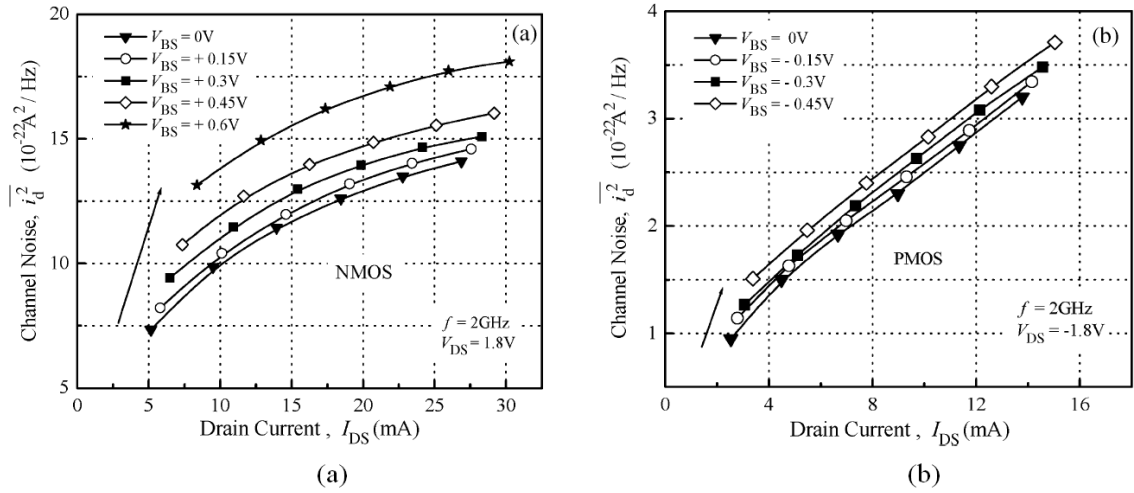 (a)
V_BS = 0V
V_BS = + 0.15V
V_BS = + 0.3V
V_BS = + 0.45V
V_BS = + 0.6V
20
15
10
5
Channel Noise, i_d^2 (10^-22 A^2 / Hz)
NMOS
f = 2GHz
V_DS = 1.8V
0 5 10 15 20 25 30
Drain Current , I_DS (mA)
(a)
(b)
V_BS = 0V
V_BS = - 0.15V
V_BS = - 0.3V
V_BS = - 0.45V
4
3
2
1
Channel Noise, i_d^2 (10^-22 A^2 / Hz)
PMOS
f = 2GHz
V_DS = -1.8V
0 4 8 12 16
Drain Current , I_DS (mA)
(b)